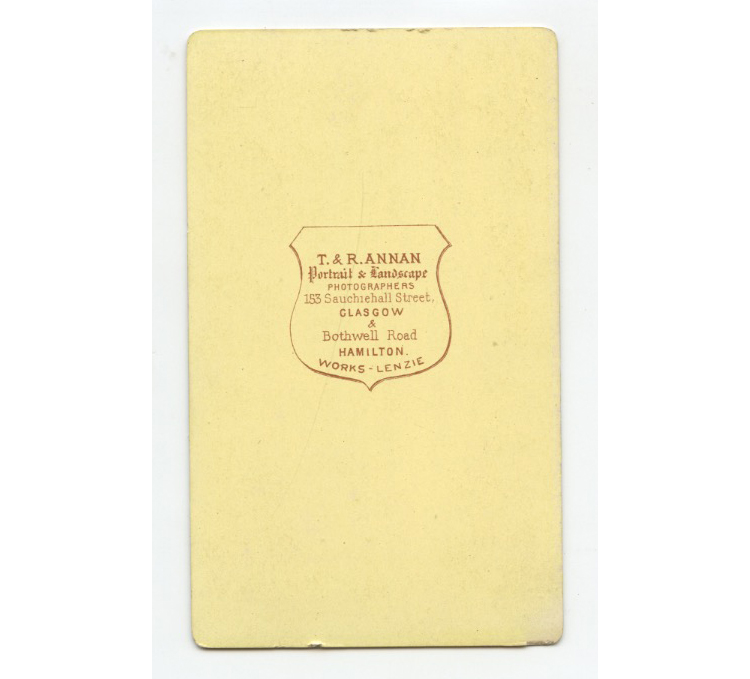 T. & R. ANNAN
Portrait & Landscape
PHOTOGRAPHERS
153 Sauchiehall Street,
GLASGOW
&
Bothwell Road
HAMILTON.
WORKS - LENZIE